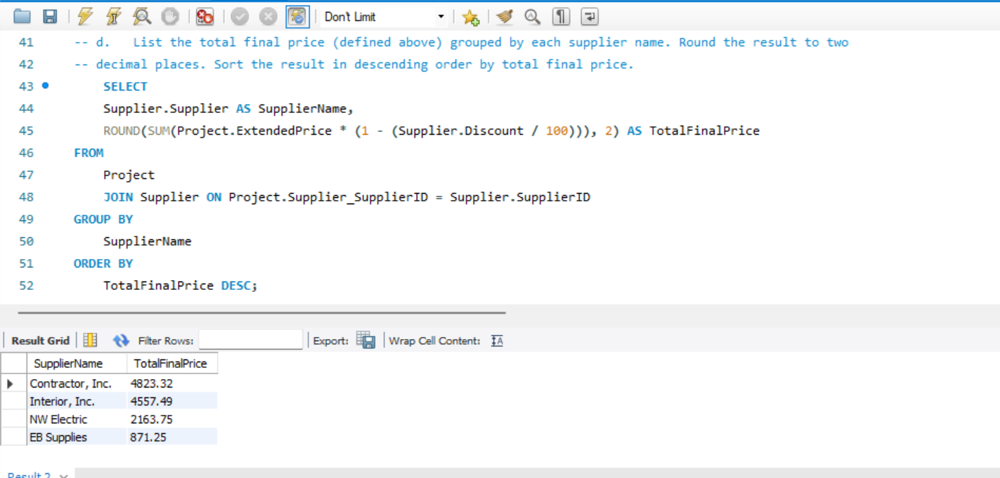 Don't Limit
41 -- d. List the total final price (defined above) grouped by each supplier name. Round the result to two
42 -- decimal places. Sort the result in descending order by total final price.
43 SELECT
44 Supplier.Supplier AS SupplierName,
45 ROUND(SUM(Project.ExtendedPrice * (1 - (Supplier.Discount / 100))), 2) AS TotalFinalPrice
46 FROM
47 Project
48 JOIN Supplier ON Project.Supplier_SupplierID = Supplier.SupplierID
49 GROUP BY
50 SupplierName
51 ORDER BY
52 TotalFinalPrice DESC;
Result Grid Filter Rows: Export: Wrap Cell Content: IA
SupplierName TotalFinalPrice
Contractor, Inc. 4823.32
Interior, Inc. 4557.49
NW Electric 2163.75
EB Supplies 871.25
Result 2